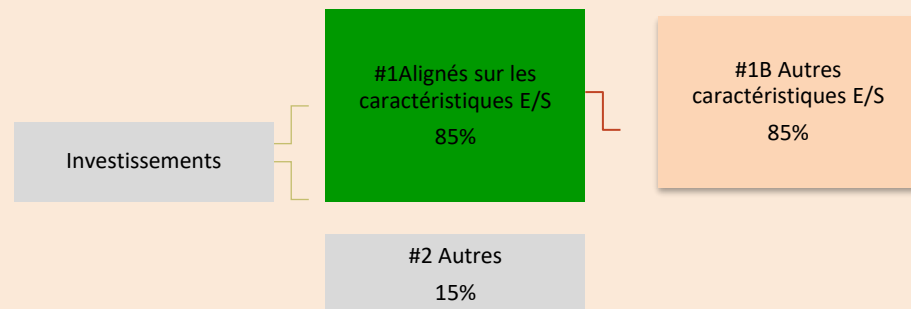 Investissements
#1Alignés sur les
caractéristiques E/S
85%
#2 Autres
15%
#1B Autres
caractéristiques E/S
85%